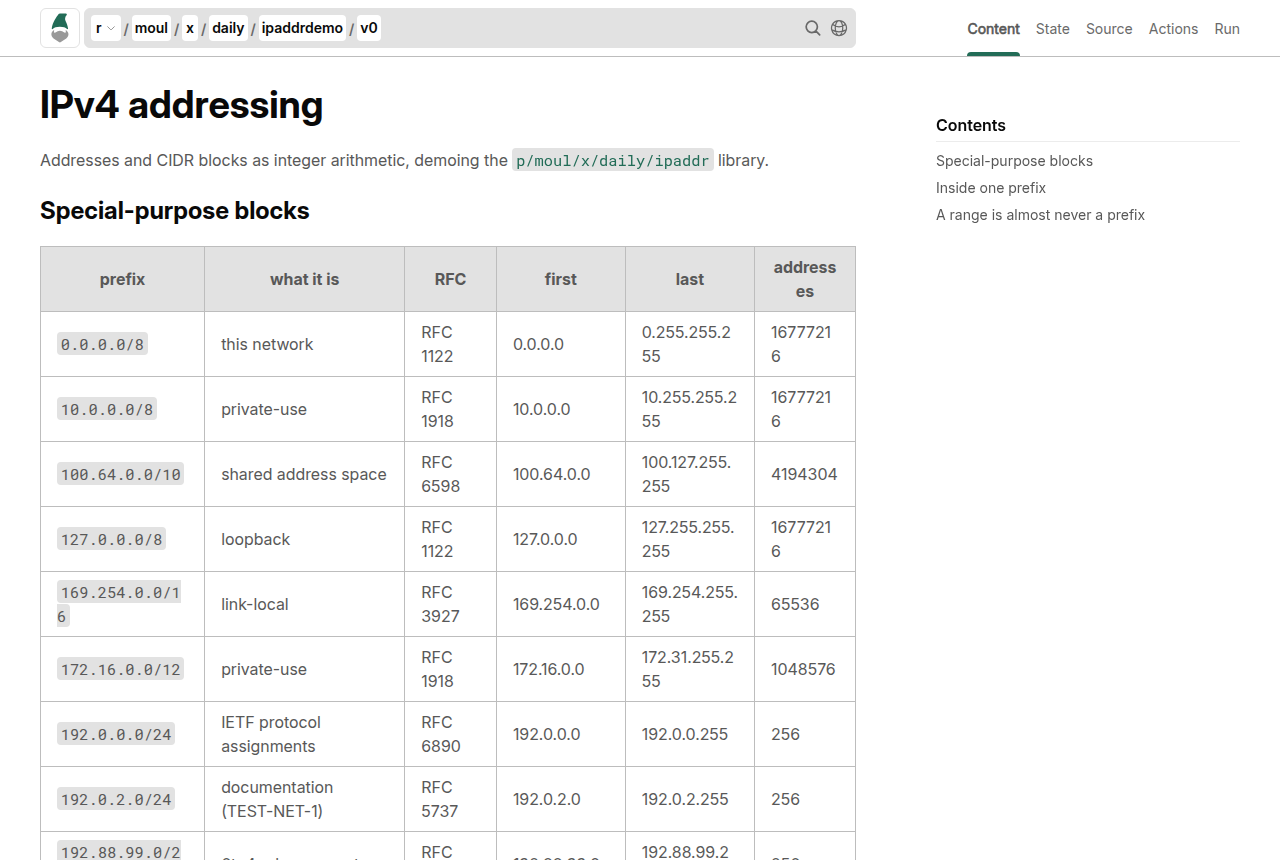 r / moul / x / daily / ipaddrdemo / v0
Content State Source Actions Run
IPv4 addressing
Addresses and CIDR blocks as integer arithmetic, demoing the p/moul/x/daily/ipaddr library.
Contents
Special-purpose blocks
Inside one prefix
A range is almost never a prefix
Special-purpose blocks
prefix what it is RFC first last address
es
0.0.0.0/8 this network RFC 0.0.0.0 0.255.255.2 1677721
1122 55 6
10.0.0.0/8 private-use RFC 10.0.0.0 10.255.255.2 1677721
1918 55 6
100.64.0.0/10 shared address space RFC 100.64.0.0 100.127.255. 4194304
6598 255
127.0.0.0/8 loopback RFC 127.0.0.0 127.255.255. 1677721
1122 255 6
169.254.0.0/1 link-local RFC 169.254.0.0 169.254.255. 65536
6 3927 255
172.16.0.0/12 private-use RFC 172.16.0.0 172.31.255.2 1048576
1918 55
192.0.0.0/24 IETF protocol RFC 192.0.0.0 192.0.0.255 256
assignments 6890
192.0.2.0/24 documentation RFC 192.0.2.0 192.0.2.255 256
(TEST-NET-1) 5737
192.88.99.0/2 RFC 192.88.99.2